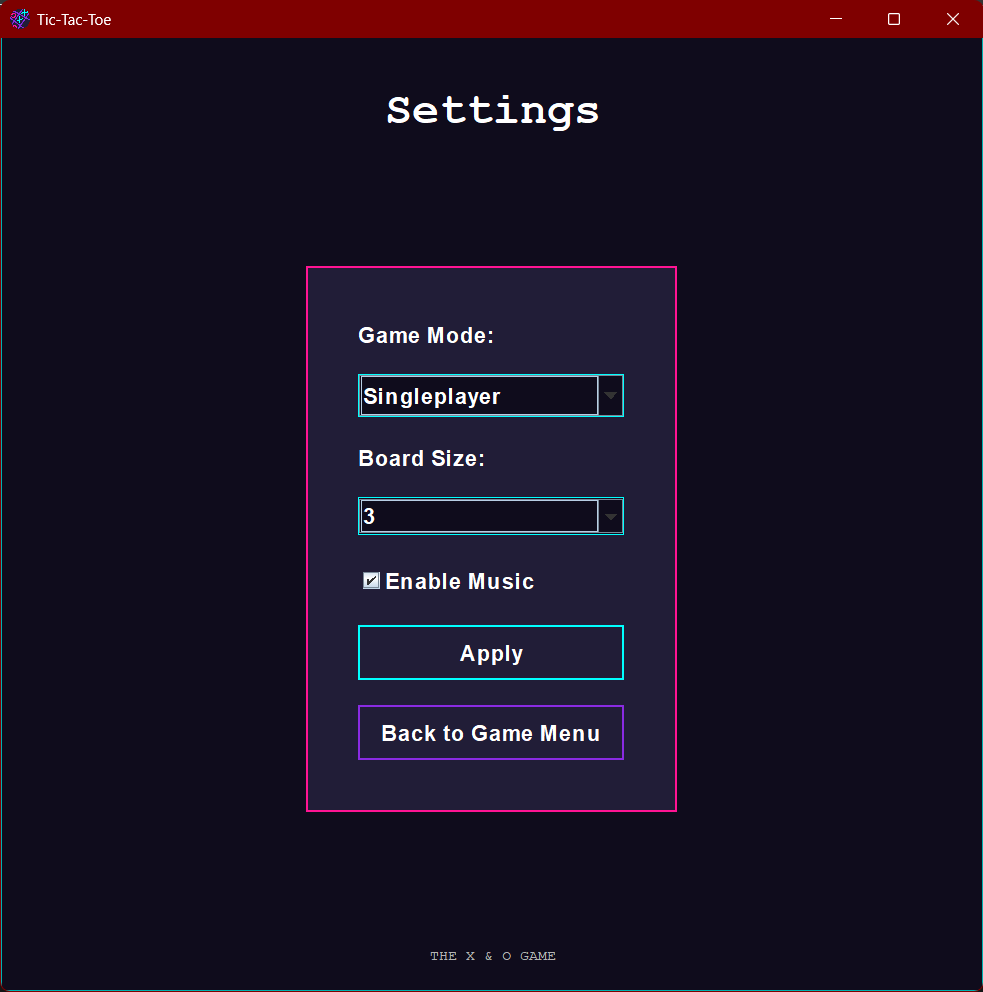 Tic-Tac-Toe
Settings
Game Mode:
Singleplayer
Board Size:
3
Enable Music
Apply
Back to Game Menu
THE X & O GAME